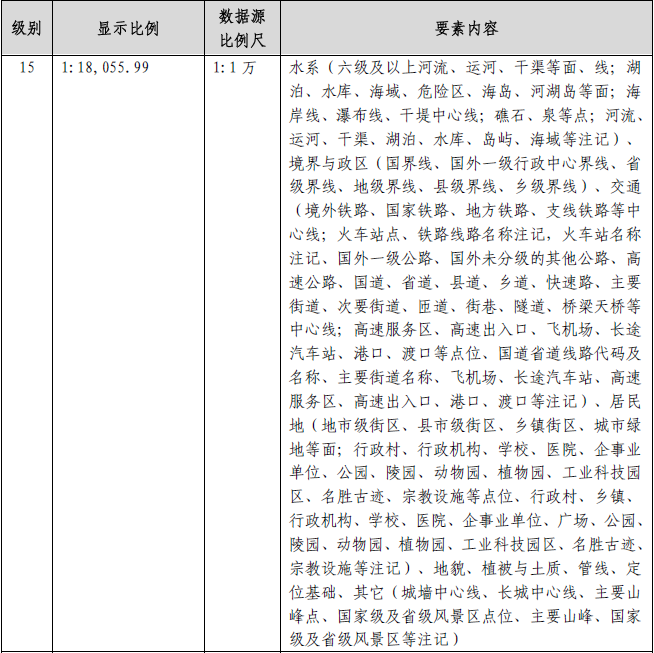 级别
显示比例
数据源
比例尺
要素内容
15
1:18,055.99
1:1 万
水系（六级及以上河流、运河、干渠等面、线；湖
泊、水库、海域、危险区、海岛、河湖岛等面；海
岸线、瀑布线、干堤中心线；礁石、泉等点；河流、
运河、干渠、湖泊、水库、岛屿、海域等注记）、
境界与政区（国界线、国外一级行政中心界线、省
级界线、地级界线、县级界线、乡级界线）、交通
（境外铁路、国家铁路、地方铁路、支线铁路等中
心线；火车站点、铁路线路名称注记，火车站名称
注记、国外一级公路、国外未分级的其他公路、高
速公路、国道、省道、县道、乡道、快速路、主要
街道、次要街道、匝道、街巷、隧道、桥梁天桥等
中心线；高速服务区、高速出入口、飞机场、长途
汽车站、港口、渡口等点位、国道省道线路代码及
名称、主要街道名称、飞机场、长途汽车站、高速
服务区、高速出入口、港口、渡口等注记）、居民
地（地市级街区、县市级街区、乡镇街区、城市绿
地等面；行政村、行政机构、学校、医院、企事业
单位、公园、陵园、动物园、植物园、工业科技园
区、名胜古迹、宗教设施等点位、行政村、乡镇、
行政机构、学校、医院、企事业单位、广场、公园、
陵园、动物园、植物园、工业科技园区、名胜古迹、
宗教设施等注记）、地貌、植被与土质、管线、定
位基础、其它（城墙中心线、长城中心线、主要山
峰点、国家级及省级风景区点位、主要山峰、国家
级及省级风景区等注记）